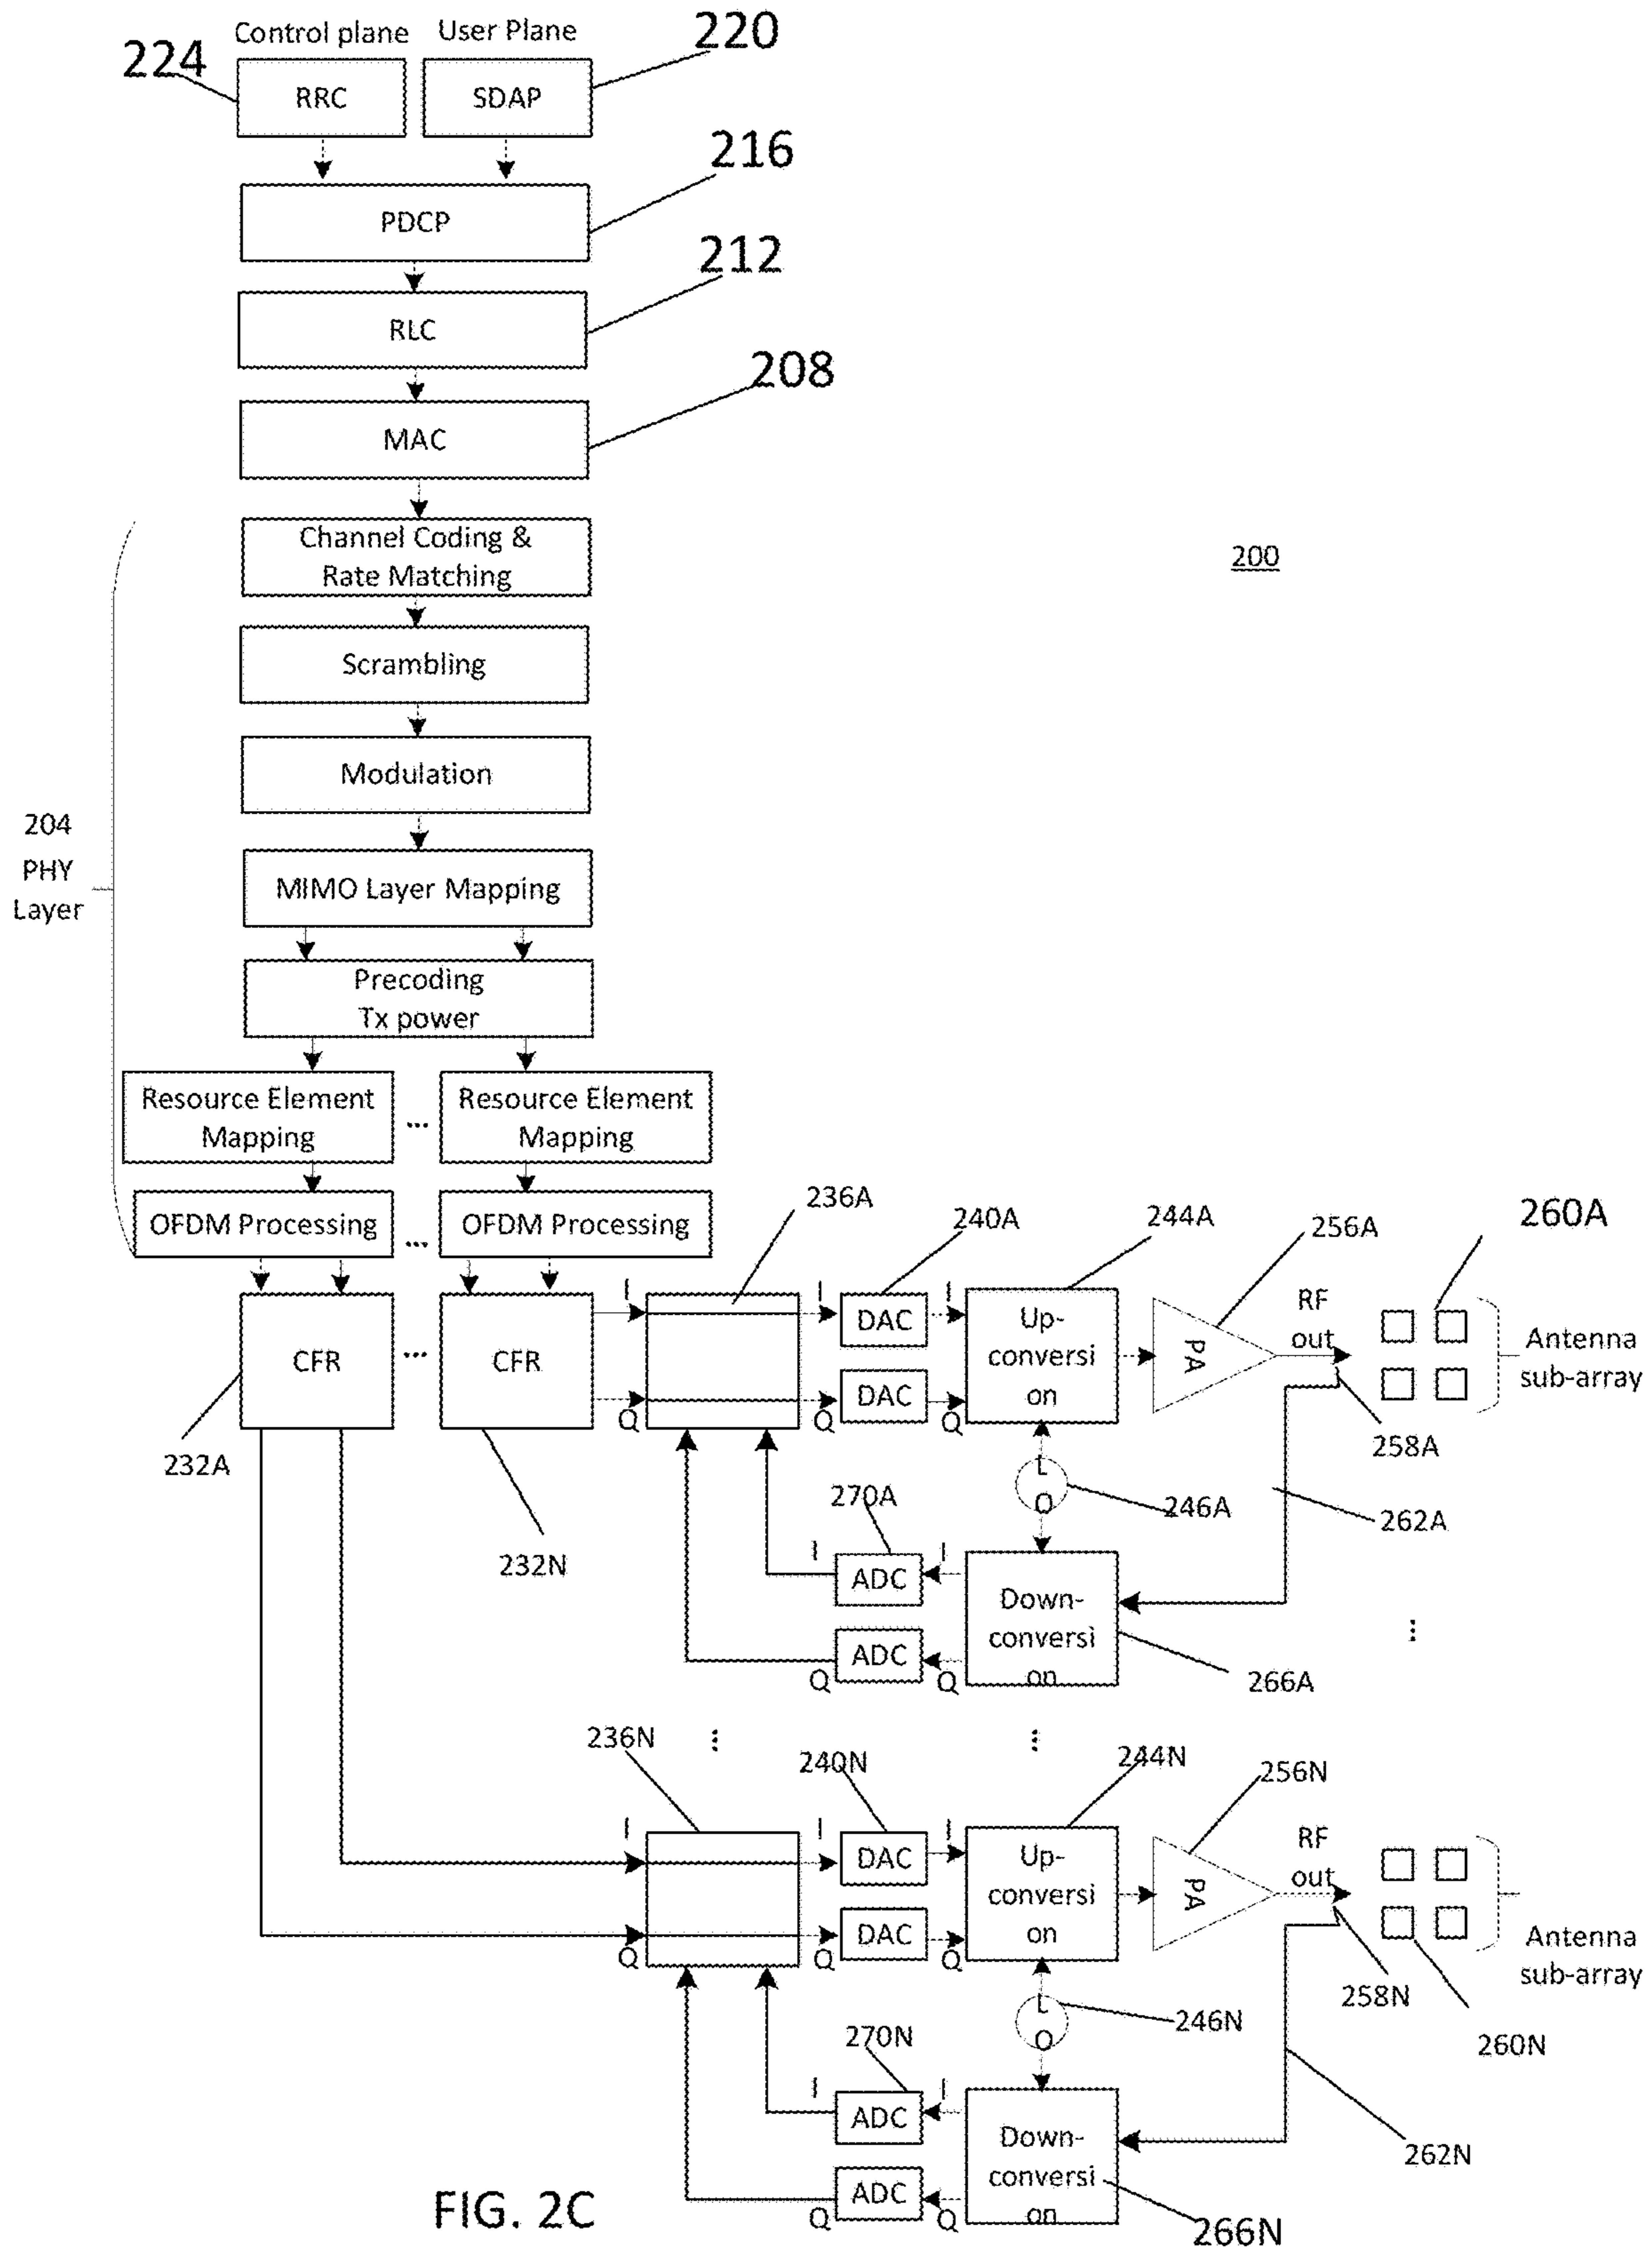 Control plane
User Plane
220
224
RRC
SDAP
216
PDCP
212
RLC
208
MAC
Channel Coding &
Rate Matching
200
Scrambling
Modulation
204
PHY
Layer
MIMO Layer Mapping
Precoding
Tx power
Resource Element
Mapping
...
Resource Element
Mapping
OFDM Processing
...
OFDM Processing
236A
240A
244A
256A
260A
CFR
...
CFR
I
I
I
DAC
Up-
conversi
on
PA
RF
out
Antenna
sub-array
Q
Q
Q
DAC
232A
258A
232N
270A
L
O
246A
262A
I
I
ADC
Down-
conversi
on
...
Q
Q
ADC
266A
236N
...
...
240N
244N
256N
I
I
I
DAC
Up-
conversi
on
PA
RF
out
Q
Q
Q
DAC
Antenna
sub-array
258N
260N
270N
L
O
246N
I
I
ADC
Down-
conversi
on
262N
Q
Q
ADC
266N
FIG. 2C